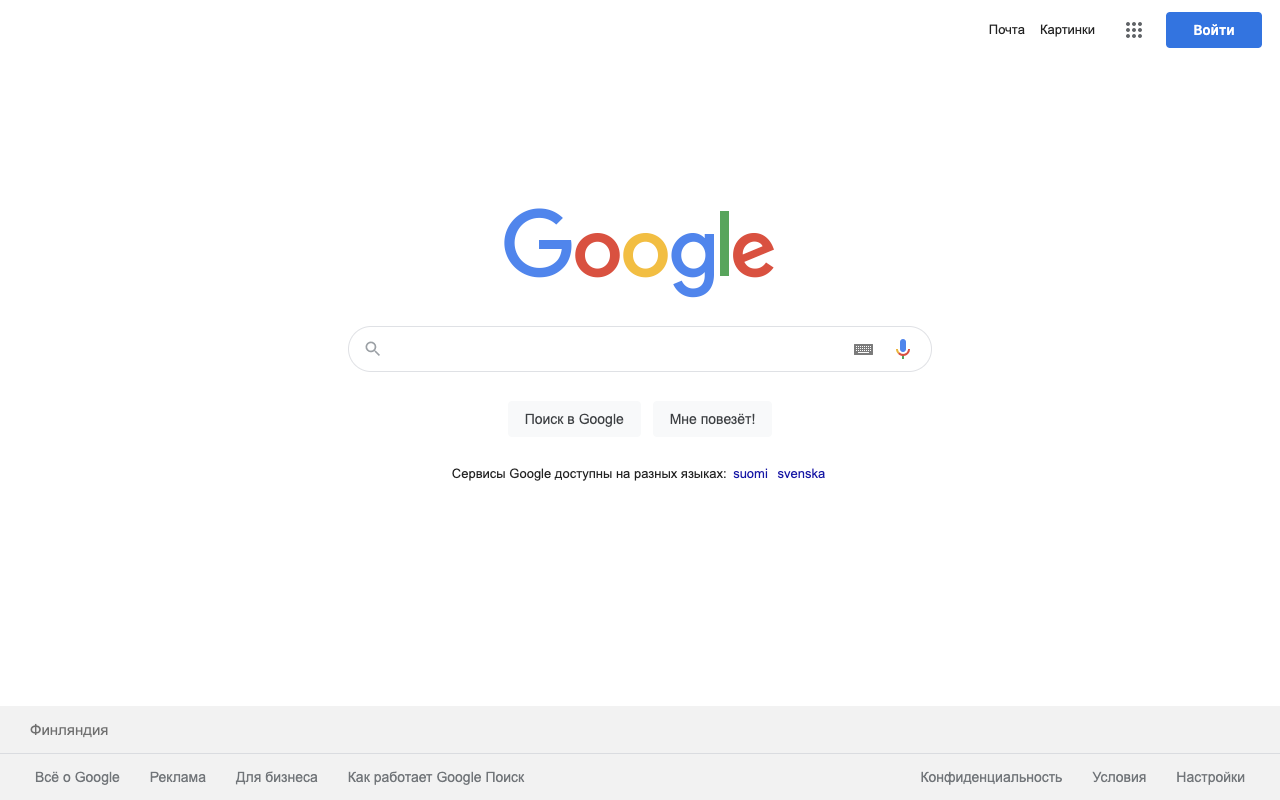 Почта Картинки Войти
Google
Поиск в Google Мне повезёт!
Сервисы Google доступны на разных языках: suomi svenska
Финляндия
Всё о Google Реклама Для бизнеса Как работает Google Поиск Конфиденциальность Условия Настройки